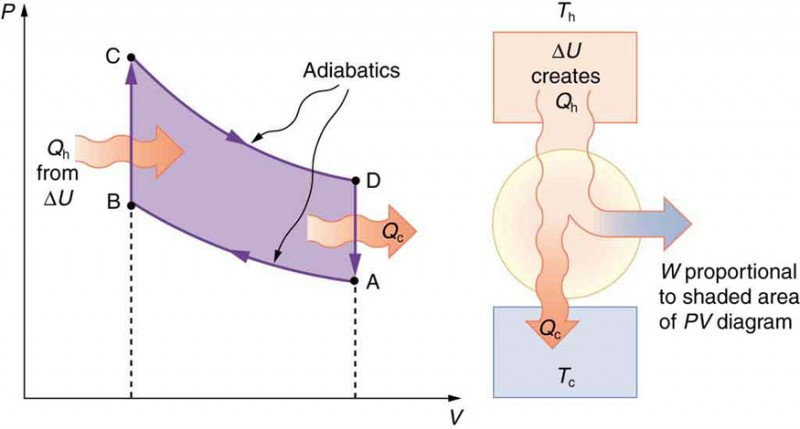 P
C
Adiabatics
Qh
from
ΔU
B
D
Qc
A
V
Th
ΔU
creates
Qh
W proportional
to shaded area
of PV diagram
Qc
Tc